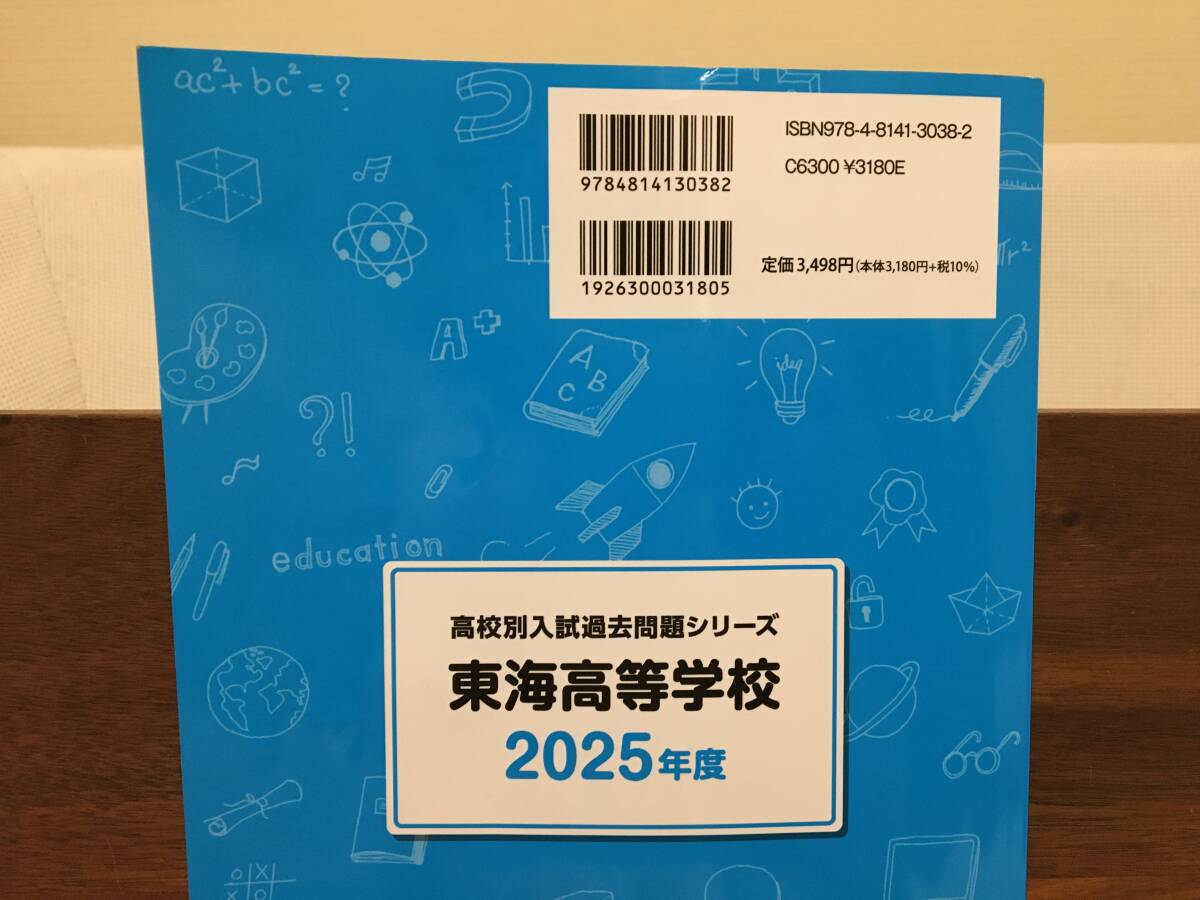 ac²+bc²=?
ISBN978-4-8141-3038-2
C6300 ¥3180E
9784814130382
1926300031805
定価3,498円(本体3,180円+税10%)
πr²
A+
A
B
C
idey
?!
education
高校別入試過去問題シリーズ
東海高等学校
2025年度
O X
X O